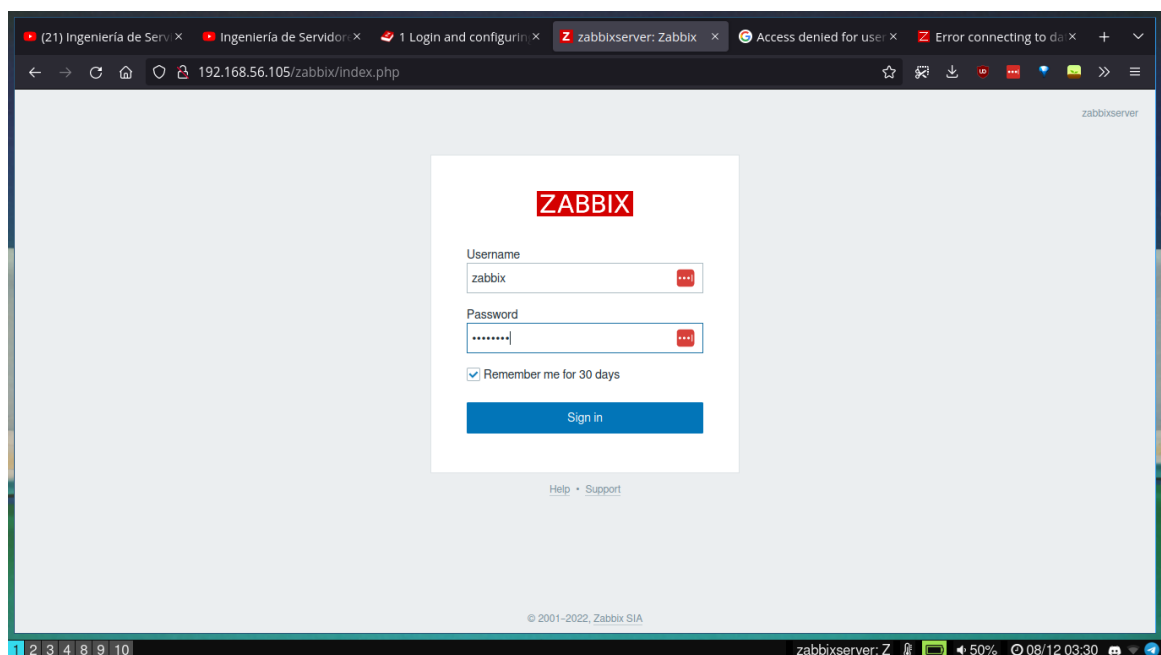 (21) Ingeniería de Servi
Ingeniería de Servidore
1 Login and configuring
zabbixserver: Zabbix
Access denied for user
Error connecting to da
192.168.56.105/zabbix/index.php
zabbixserver
ZABBIX
Username
zabbix
Password
••••••••
Remember me for 30 days
Sign in
Help • Support
© 2001–2022, Zabbix SIA
1 2 3 4 8 9 10
zabbixserver: Z 50% 08/12 03:30